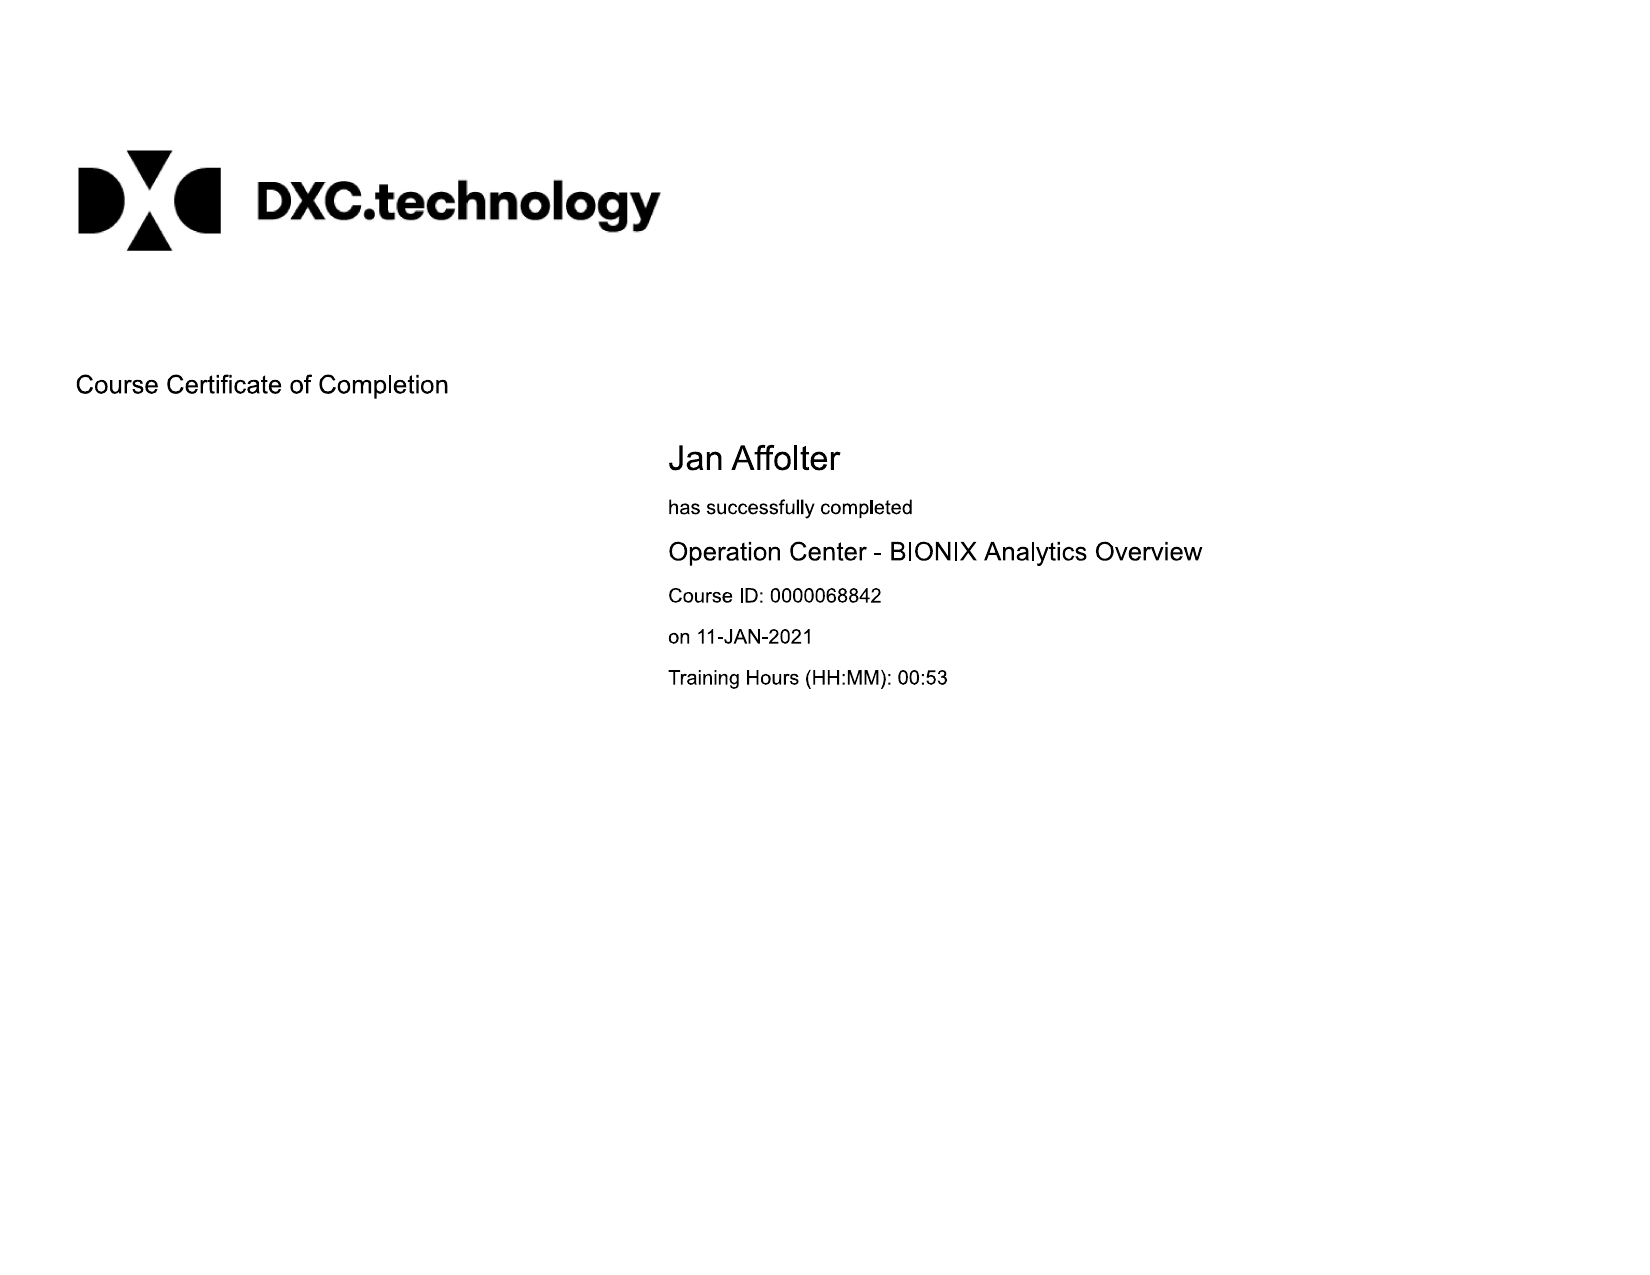 DXC DXC.technology
Course Certificate of Completion
Jan Affolter
has successfully completed
Operation Center - BIONIX Analytics Overview
Course ID: 0000068842
on 11-JAN-2021
Training Hours (HH:MM): 00:53